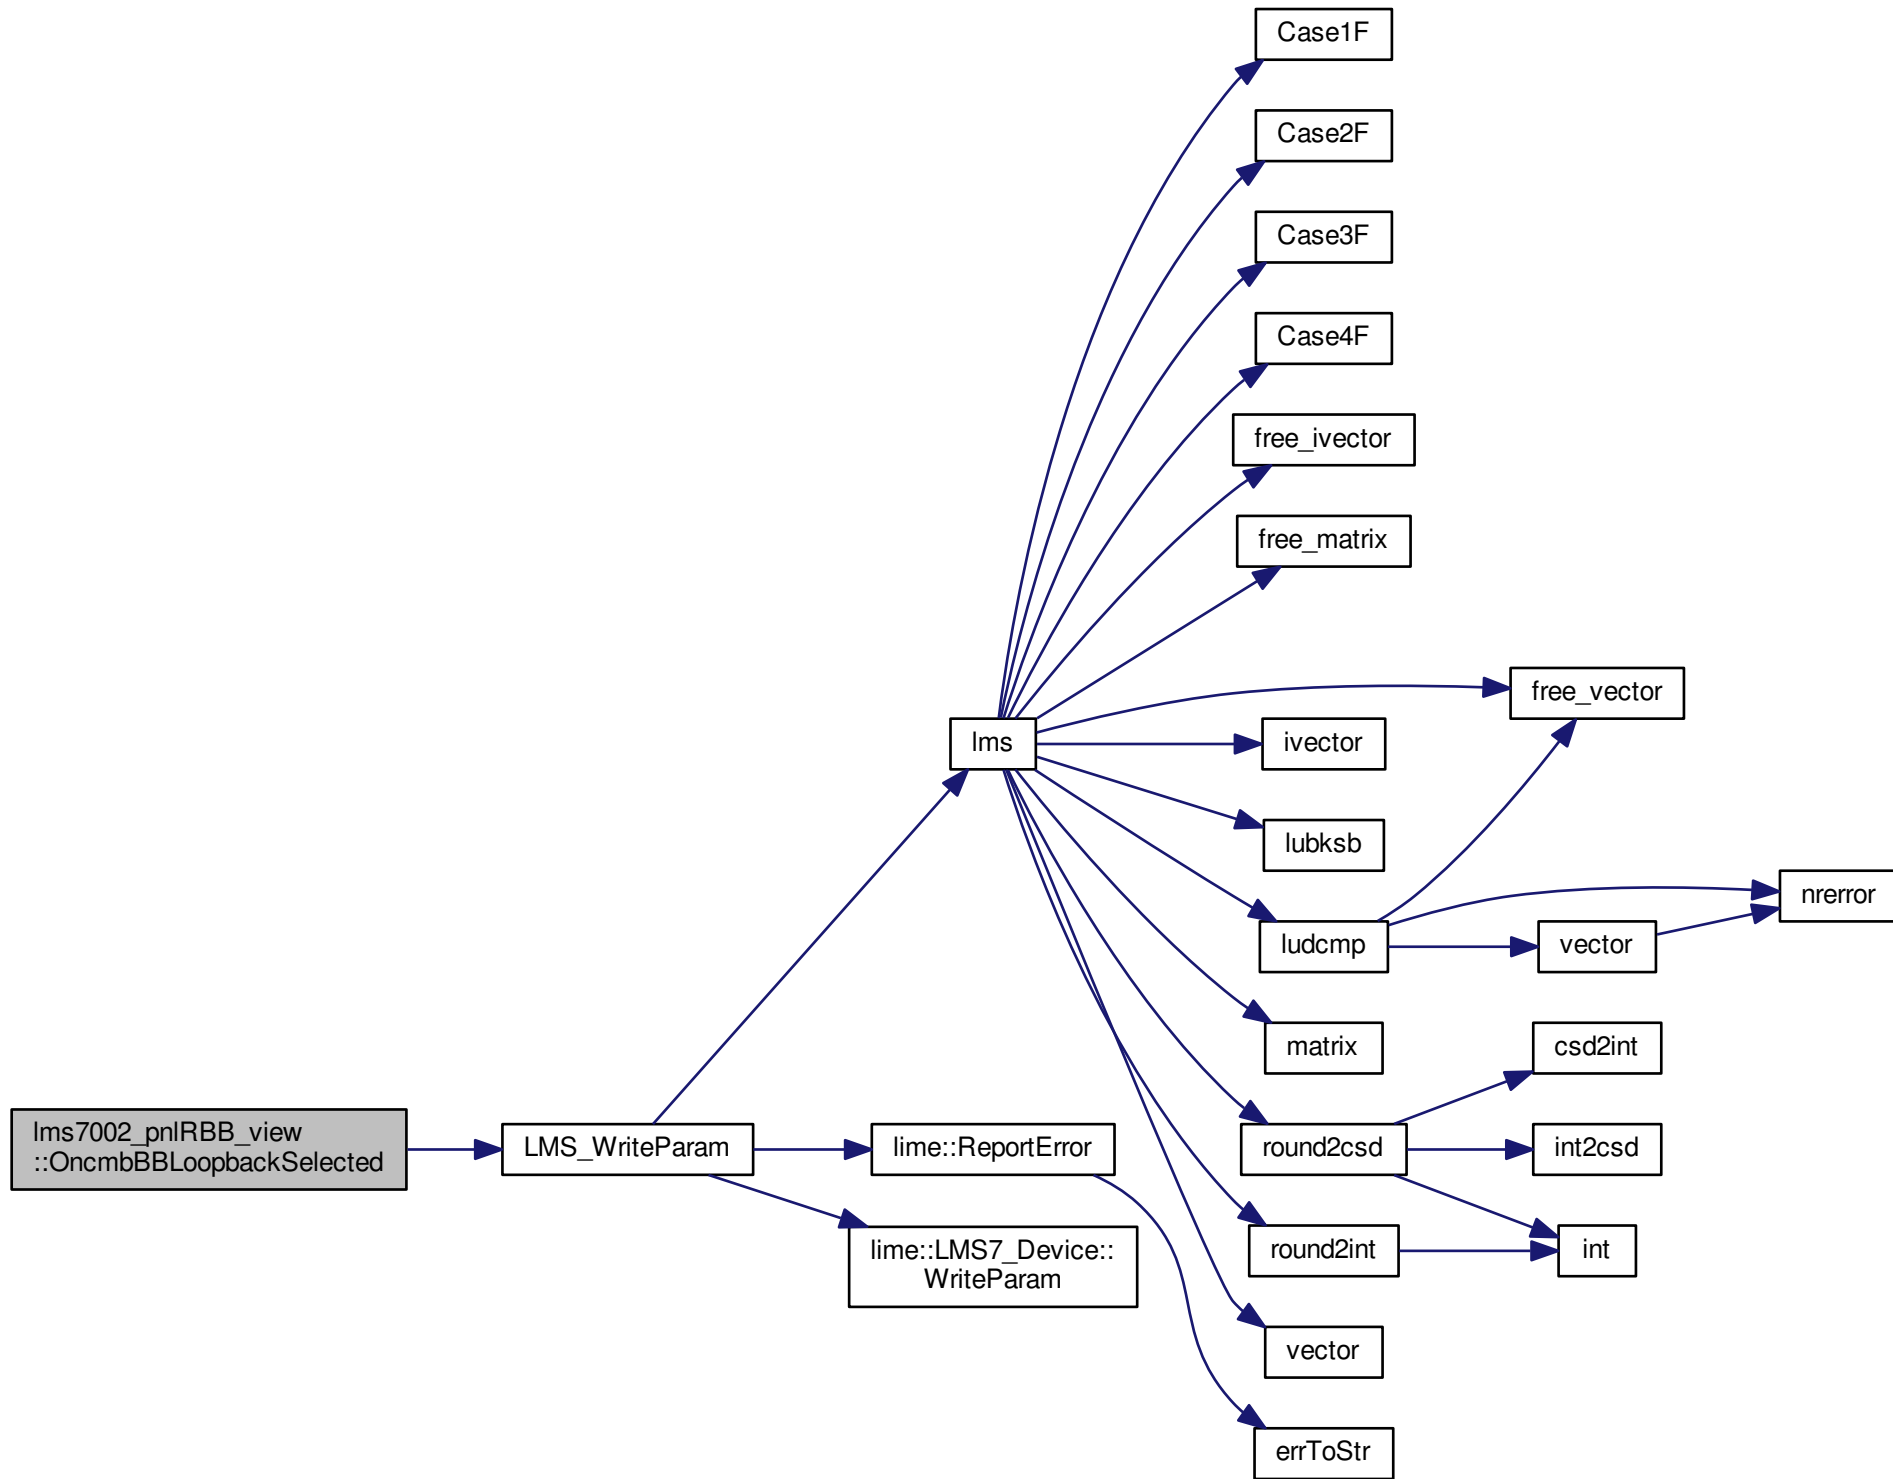 Case1F
Case2F
Case3F
Case4F
free_ivector
free_matrix
free_vector
lms
ivector
lubksb
nrerror
ludcmp
vector
matrix
csd2int
lms7002_pnlRBB_view
::OncmbBBLoopbackSelected
LMS_WriteParam
lime::ReportError
round2csd
int2csd
lime::LMS7_Device::
WriteParam
round2int
int
vector
errToStr